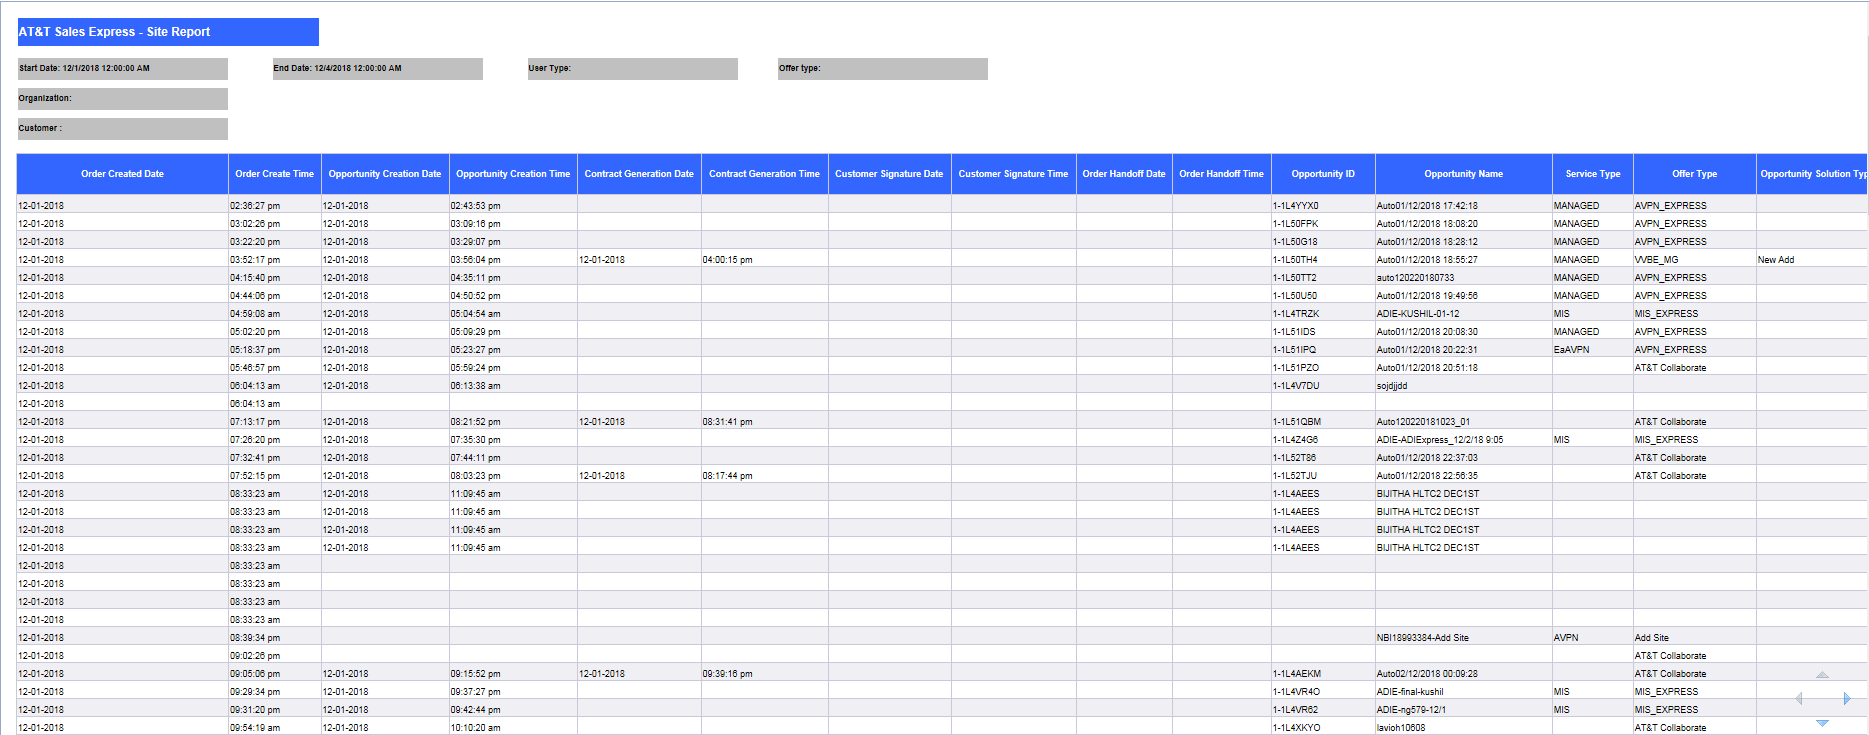 AT&T Sales Express - Site Report
Start Date: 12/1/2018 12:00:00 AM End Date: 12/4/2018 12:00:00 AM User Type: Offer type:
Organization:
Customer :
Order Created Date Order Create Time Opportunity Creation Date Opportunity Creation Time Contract Generation Date Contract Generation Time Customer Signature Date Customer Signature Time Order Handoff Date Order Handoff Time Opportunity ID Opportunity Name Service Type Offer Type Opportunity Solution Typ
12-01-2018 02:36:27 pm 12-01-2018 02:43:53 pm 1-1L4YYX0 Auto01/12/2018 17:42:18 MANAGED AVPN_EXPRESS
12-01-2018 03:02:26 pm 12-01-2018 03:09:16 pm 1-1L50FPK Auto01/12/2018 18:08:20 MANAGED AVPN_EXPRESS
12-01-2018 03:22:20 pm 12-01-2018 03:29:07 pm 1-1L50G18 Auto01/12/2018 18:28:12 MANAGED AVPN_EXPRESS
12-01-2018 03:52:17 pm 12-01-2018 03:56:04 pm 12-01-2018 04:00:15 pm 1-1L50TH4 Auto01/12/2018 18:55:27 MANAGED VVBE_MG New Add
12-01-2018 04:15:40 pm 12-01-2018 04:35:11 pm 1-1L50TT2 auto120220180733 MANAGED AVPN_EXPRESS
12-01-2018 04:44:06 pm 12-01-2018 04:50:52 pm 1-1L50U50 Auto01/12/2018 19:49:56 MANAGED AVPN_EXPRESS
12-01-2018 04:59:08 am 12-01-2018 05:04:54 am 1-1L4TRZK ADIE-KUSHIL-01-12 MIS MIS_EXPRESS
12-01-2018 05:02:20 pm 12-01-2018 05:09:29 pm 1-1L51IDS Auto01/12/2018 20:08:30 MANAGED AVPN_EXPRESS
12-01-2018 05:18:37 pm 12-01-2018 05:23:27 pm 1-1L51IPQ Auto01/12/2018 20:22:31 EaAVPN AVPN_EXPRESS
12-01-2018 05:46:57 pm 12-01-2018 05:59:24 pm 1-1L51PZO Auto01/12/2018 20:51:18 AT&T Collaborate
12-01-2018 06:04:13 am 12-01-2018 06:13:38 am 1-1L4V7DU sojdjjdd
12-01-2018 06:04:13 am
12-01-2018 07:13:17 pm 12-01-2018 08:21:52 pm 12-01-2018 08:31:41 pm 1-1L51QBM Auto120220181023_01 AT&T Collaborate
12-01-2018 07:26:20 pm 12-01-2018 07:35:30 pm 1-1L4Z4G6 ADIE-ADIExpress_12/2/18 9:05 MIS MIS_EXPRESS
12-01-2018 07:32:41 pm 12-01-2018 07:44:11 pm 1-1L52T86 Auto01/12/2018 22:37:03 AT&T Collaborate
12-01-2018 07:52:15 pm 12-01-2018 08:03:23 pm 12-01-2018 08:17:44 pm 1-1L52TJU Auto01/12/2018 22:56:35 AT&T Collaborate
12-01-2018 08:33:23 am 12-01-2018 11:09:45 am 1-1L4AEES BIJITHA HLTC2 DEC1ST
12-01-2018 08:33:23 am 12-01-2018 11:09:45 am 1-1L4AEES BIJITHA HLTC2 DEC1ST
12-01-2018 08:33:23 am 12-01-2018 11:09:45 am 1-1L4AEES BIJITHA HLTC2 DEC1ST
12-01-2018 08:33:23 am 12-01-2018 11:09:45 am 1-1L4AEES BIJITHA HLTC2 DEC1ST
12-01-2018 08:33:23 am
12-01-2018 08:33:23 am
12-01-2018 08:33:23 am
12-01-2018 08:33:23 am
12-01-2018 08:39:34 pm NBI18993384-Add Site AVPN Add Site
12-01-2018 09:02:26 pm AT&T Collaborate
12-01-2018 09:05:06 pm 12-01-2018 09:15:52 pm 12-01-2018 09:39:16 pm 1-1L4AEKM Auto02/12/2018 00:09:28 AT&T Collaborate
12-01-2018 09:29:34 pm 12-01-2018 09:37:27 pm 1-1L4VR4O ADIE-final-kushil MIS MIS_EXPRESS
12-01-2018 09:31:20 pm 12-01-2018 09:42:44 pm 1-1L4VR62 ADIE-ng579-12/1 MIS MIS_EXPRESS
12-01-2018 09:54:19 am 12-01-2018 10:10:20 am 1-1L4XKYO lavioh10608 AT&T Collaborate